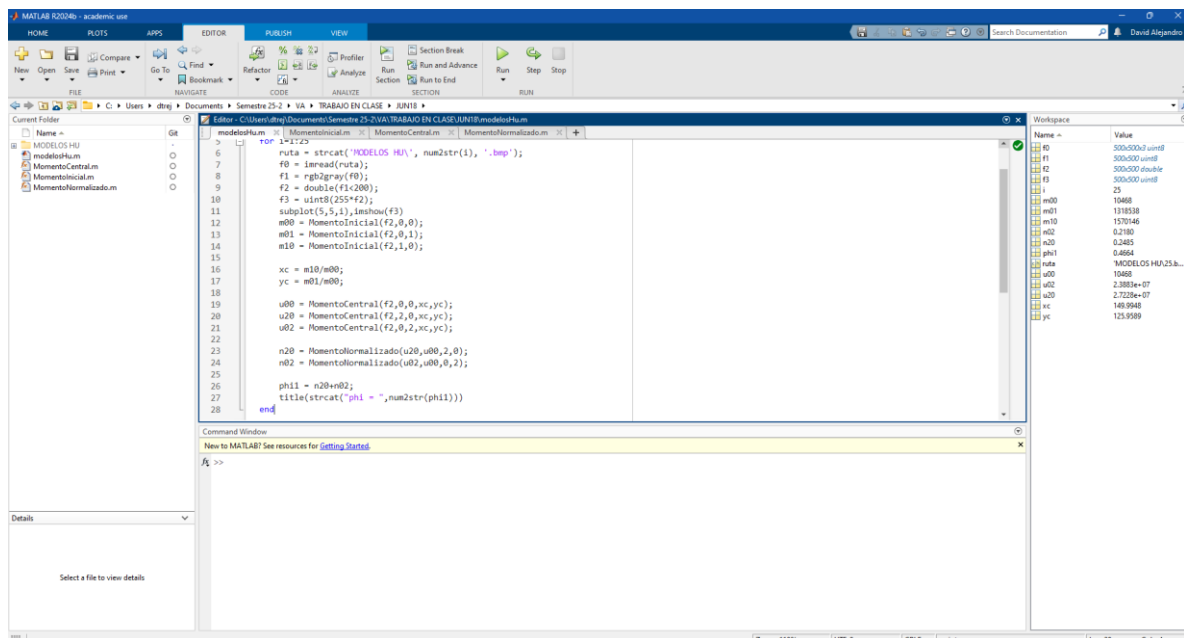 MATLAB R2024b - academic use
HOME PLOTS APPS EDITOR PUBLISH VIEW
Search Documentation
David Alejandro
New Open Save Compare Print
Go To Find Bookmark
Refactor
Profiler Analyze
Run Section
Section Break
Run and Advance
Run to End
Run Step Stop
FILE NAVIGATE CODE ANALYZE SECTION RUN
C: Users dtrej Documents Semestre 25-2 VA TRABAJO EN CLASE JUN18
Current Folder
Name Git
MODELOS HU
modelosHu.m
MomentoCentral.m
MomentoInicial.m
MomentoNormalizado.m
Details
Select a file to view details
Editor - C:\Users\dtrej\Documents\Semestre 25-2\VA\TRABAJO EN CLASE\JUN18\modelosHu.m
modelosHu.m MomentoInicial.m MomentoCentral.m MomentoNormalizado.m
5 for i=1:25
6 ruta = strcat('MODELOS HU\', num2str(i), '.bmp');
7 f0 = imread(ruta);
8 f1 = rgb2gray(f0);
9 f2 = double(f1<200);
10 f3 = uint8(255*f2);
11 subplot(5,5,i),imshow(f3)
12 m00 = MomentoInicial(f2,0,0);
13 m01 = MomentoInicial(f2,0,1);
14 m10 = MomentoInicial(f2,1,0);
15
16 xc = m10/m00;
17 yc = m01/m00;
18
19 u00 = MomentoCentral(f2,0,0,xc,yc);
20 u20 = MomentoCentral(f2,2,0,xc,yc);
21 u02 = MomentoCentral(f2,0,2,xc,yc);
22
23 n20 = MomentoNormalizado(u20,u00,2,0);
24 n02 = MomentoNormalizado(u02,u00,0,2);
25
26 phi1 = n20+n02;
27 title(strcat("phi = ",num2str(phi1)))
28 end
Command Window
New to MATLAB? See resources for Getting Started.
fx >>
Workspace
Name Value
f0 500x500x3 uint8
f1 500x500 uint8
f2 500x500 double
f3 500x500 uint8
i 25
m00 10468
m01 1318538
m10 1570146
n02 0.2180
n20 0.2485
phi1 0.4664
ruta 'MODELOS HU\25.b...
u00 10468
u02 2.3883e+07
u20 2.7228e+07
xc 149.9948
yc 125.9589